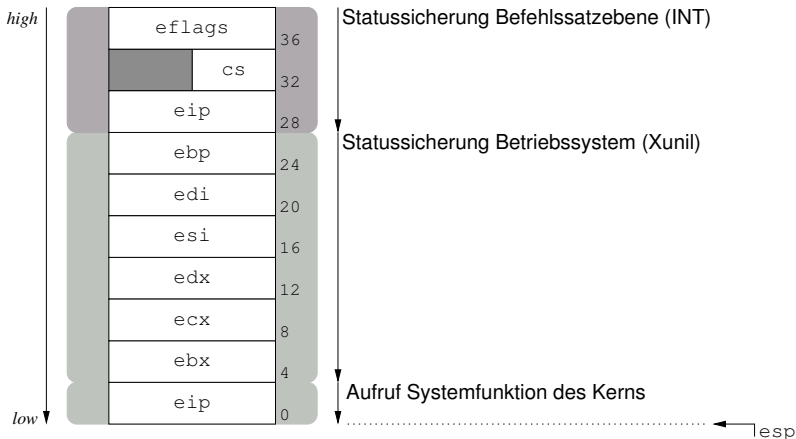 high
eflags
36
Statussicherung Befehlssatzebene (INT)
cs
32
eip
28
Statussicherung Betriebssystem (Xunil)
ebp
24
edi
20
esi
16
edx
12
ecx
8
ebx
4
Aufruf Systemfunktion des Kerns
eip
0
low
esp